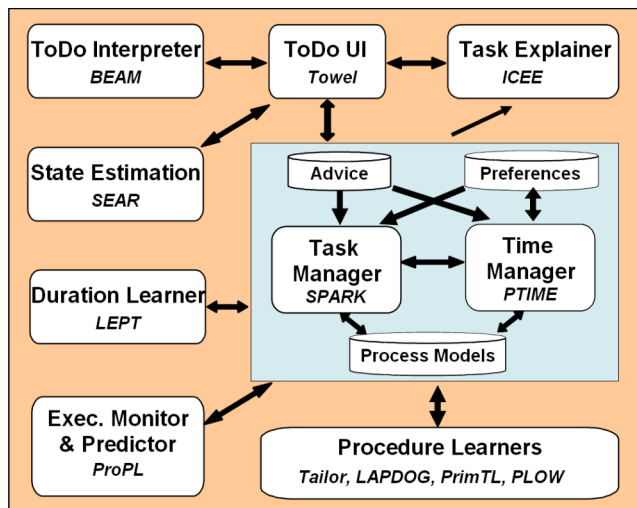 ToDo Interpreter
BEAM
ToDo UI
Towel
Task Explainer
ICEE
State Estimation
SEAR
Advice
Preferences
Task
Manager
SPARK
Time
Manager
PTIME
Duration Learner
LEPT
Process Models
Exec. Monitor
& Predictor
ProPL
Procedure Learners
Tailor, LAPDOG, PrimTL, PLOW